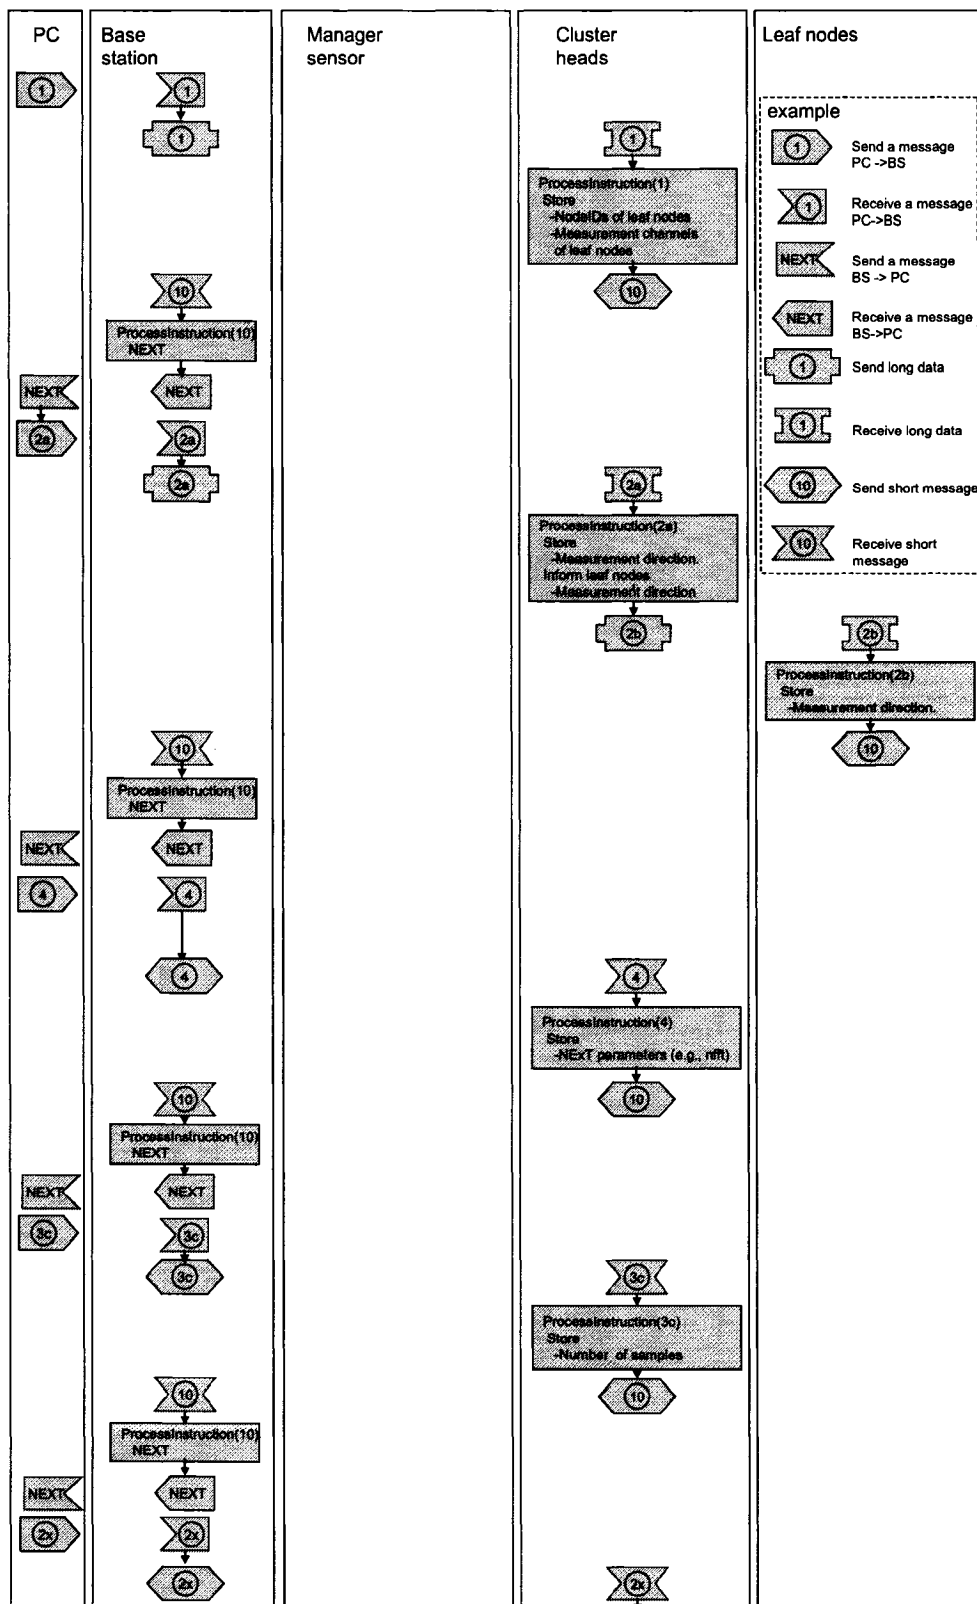 PC
Base
station
Manager
sensor
Cluster
heads
Leaf nodes
1
1
1
1
example
1
Send a message
PC ->BS
1
Receive a message
PC->BS
NEXT
Send a message
BS -> PC
NEXT
Receive a message
BS->PC
1
Send long data
1
Receive long data
10
Send short message
10
Receive short
message
ProcessInstruction(1)
Store
-NodeIDs of leaf nodes
-Measurement channels
of leaf nodes
10
10
ProcessInstruction(10)
NEXT
NEXT
NEXT
2a
2a
2a
2a
ProcessInstruction(2a)
Store
-Measurement direction.
Inform leaf nodes
-Measurement direction
2b
2b
ProcessInstruction(2b)
Store
-Measurement direction.
10
10
ProcessInstruction(10)
NEXT
NEXT
NEXT
4
4
4
4
ProcessInstruction(4)
Store
-NExT parameters (e.g., nfft)
10
10
ProcessInstruction(10)
NEXT
NEXT
NEXT
3c
3c
3c
3c
ProcessInstruction(3c)
Store
-Number of samples
10
10
ProcessInstruction(10)
NEXT
NEXT
NEXT
2x
2x
2x
2x